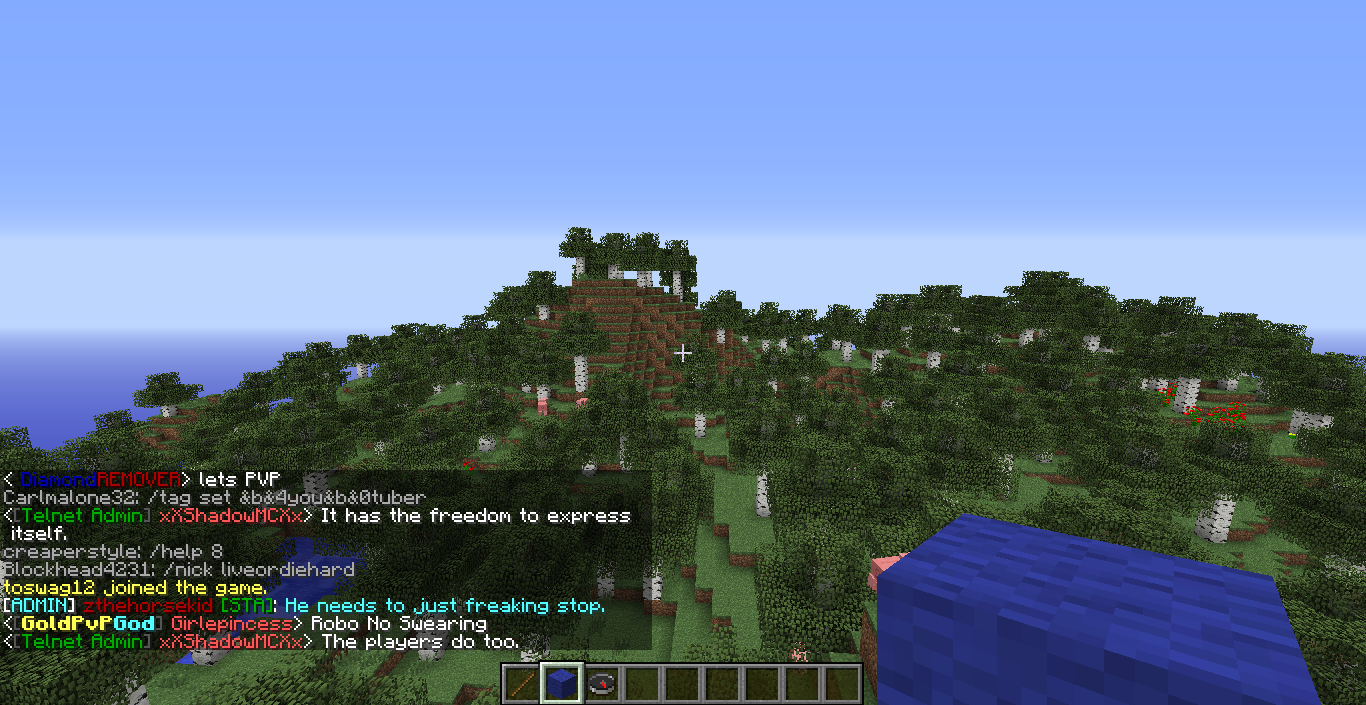 < DiamondREMOVER> lets PVP
Carlmalone32: /tag set &b&4you&b&0tuber
<[Telnet Admin] xXShadowMCXx> It has the freedom to express
itself.
creaperstyle: /help 8
Blockhead4231: /nick liveordiehard
toswag12 joined the game.
[ADMIN] zthehorsekid [STA]: He needs to just freaking stop.
<[GoldPvPGod] Girlepincess> Robo No Swearing
<[Telnet Admin] xXShadowMCXx> The players do too.